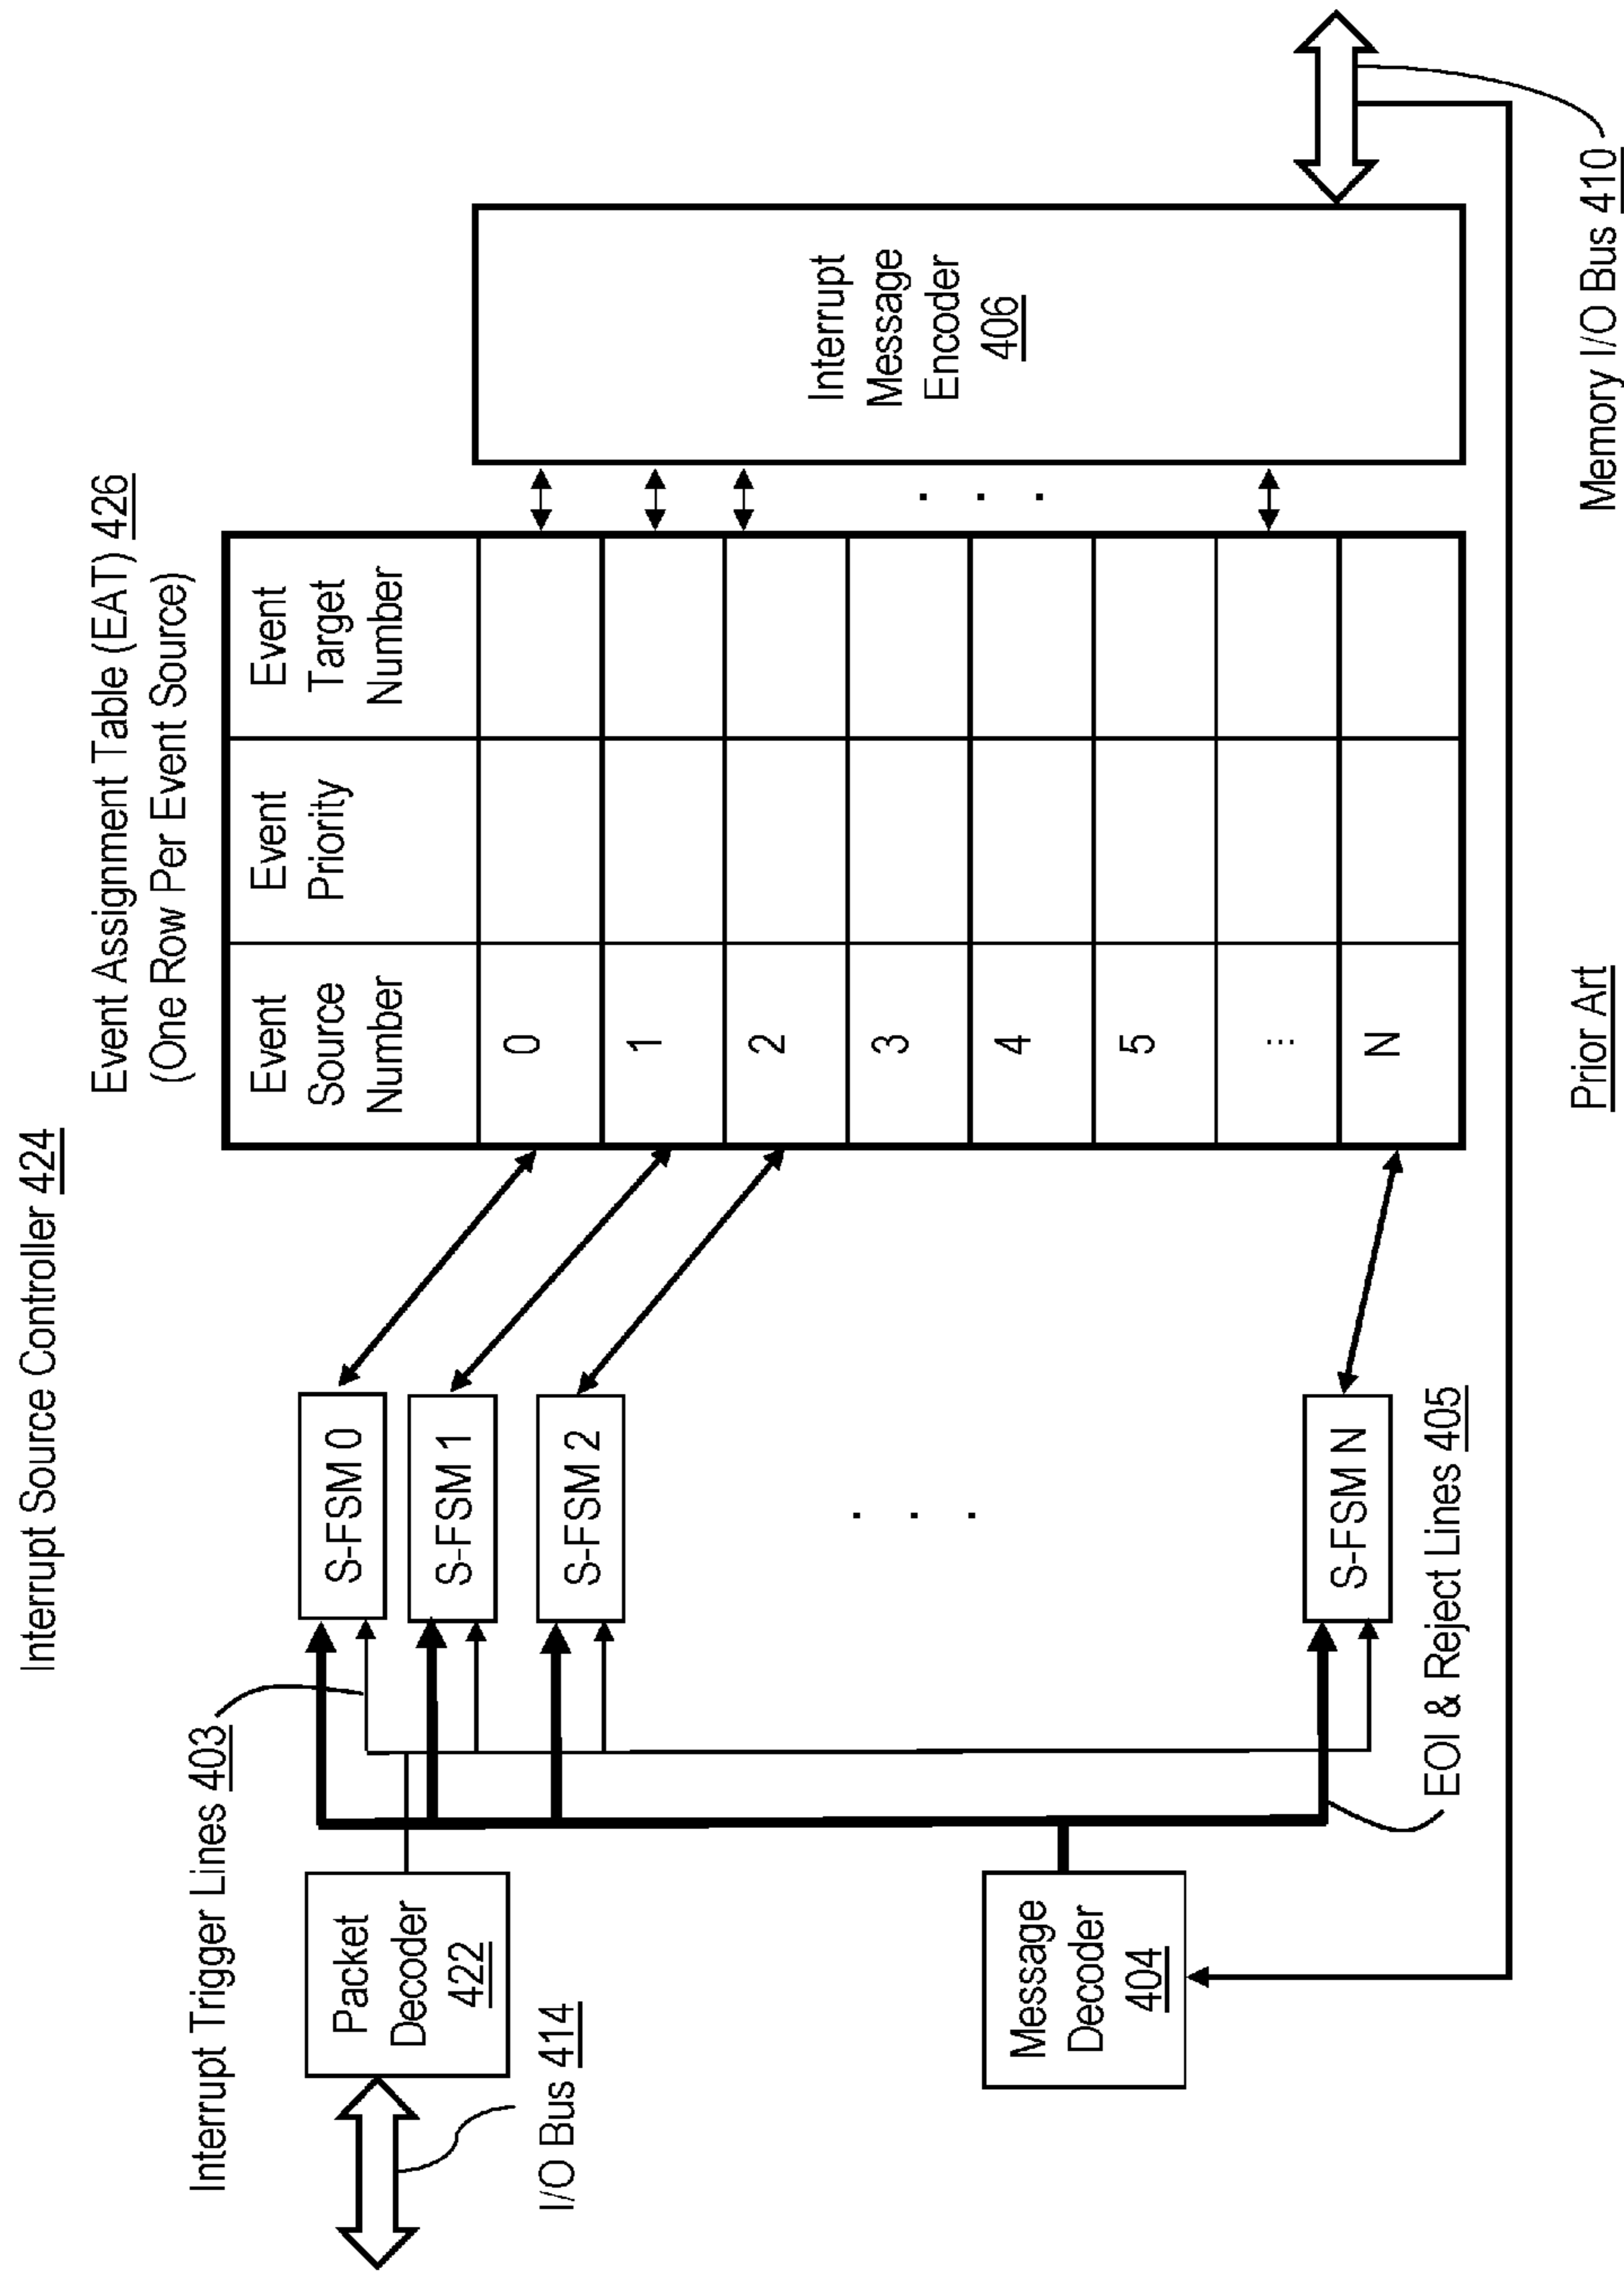 Interrupt Source Controller 424
Event Assignment Table (EAT) 426
(One Row Per Event Source)
Interrupt Trigger Lines 403
Packet
Decoder
422
I/O Bus 414
Message
Decoder
404
S-FSM 0
S-FSM 1
S-FSM 2
. . .
S-FSM N
EOI & Reject Lines 405
Event
Source
Number
Event
Priority
Event
Target
Number
0
1
2
3
4
5
...
N
. . .
Interrupt
Message
Encoder
406
Memory I/O Bus 410
Prior Art